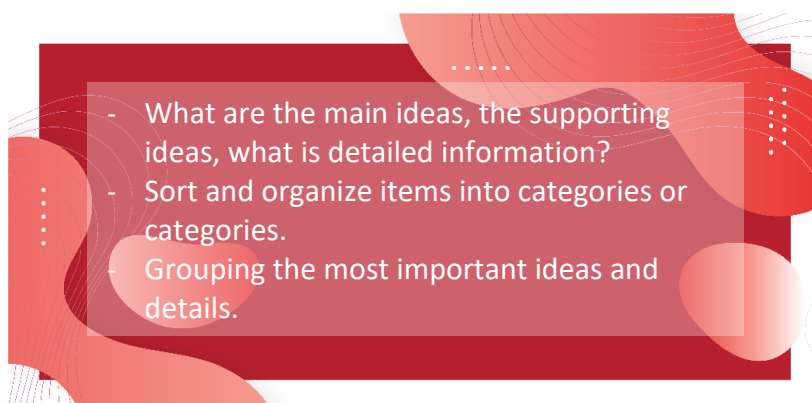 - What are the main ideas, the supporting
ideas, what is detailed information?
- Sort and organize items into categories or
categories.
- Grouping the most important ideas and
details.